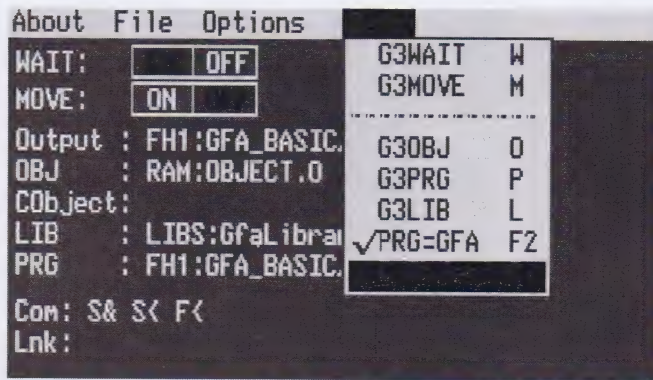 About File Options
WAIT: OFF
MOVE: ON
Output : FH1:GFA_BASIC
OBJ : RAM:OBJECT.O
CObject:
LIB : LIBS:GfaLibra
PRG : FH1:GFA_BASIC
Com: S& S< F<
Lnk:
G3WAIT W
G3MOVE M
G3OBJ O
G3PRG P
G3LIB L
√PRG=GFA F2